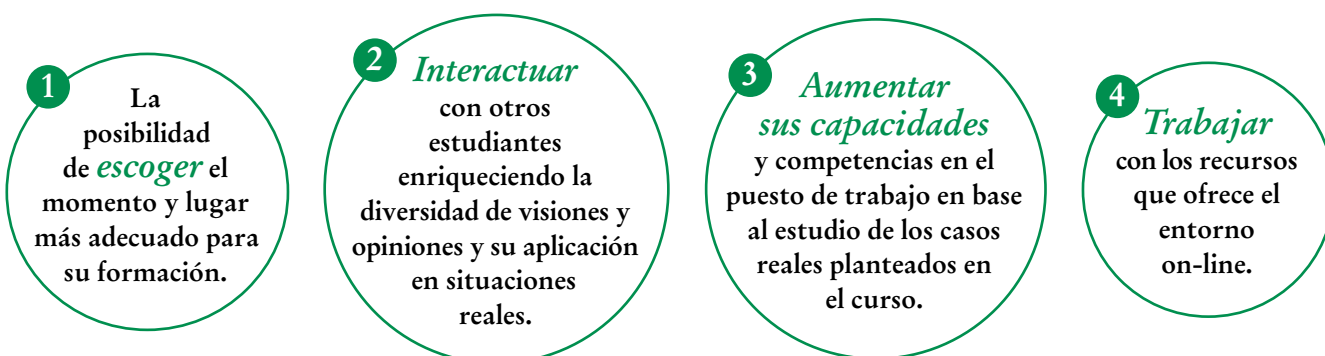 1
La
posibilidad
de escoger el
momento y lugar
más adecuado para
su formación.
2
Interactuar
con otros
estudiantes
enriqueciendo la
diversidad de visiones y
opiniones y su aplicación
en situaciones
reales.
3
Aumentar
sus capacidades
y competencias en el
puesto de trabajo en base
al estudio de los casos
reales planteados en
el curso.
4
Trabajar
con los recursos
que ofrece el
entorno
on-line.